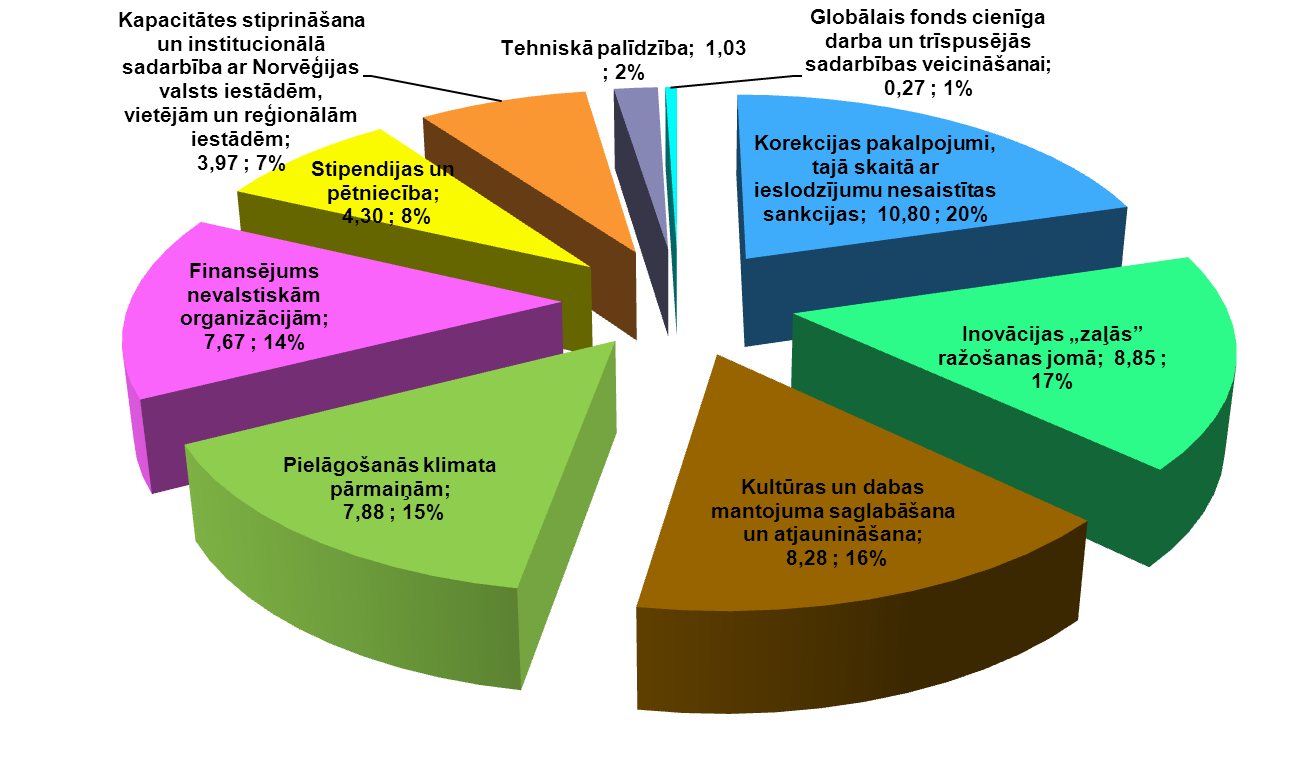 Kapacitātes stiprināšana
un institucionālā
sadarbība ar Norvēģijas
valsts iestādēm,
vietējām un reģionālām
iestādēm;
3,97 ; 7%
Tehniskā palīdzība;  1,03
; 2%
Globālais fonds cienīga
darba un trīspusējās
sadarbības veicināšanai;
0,27 ; 1%
Korekcijas pakalpojumi,
tajā skaitā ar
ieslodzījumu nesaistītas
sankcijas;  10,80 ; 20%
Stipendijas un
pētniecība;
4,30 ; 8%
Finansējums
nevalstiskām
organizācijām;
7,67 ; 14%
Inovācijas „zaļās”
ražošanas jomā;  8,85 ;
17%
Pielāgošanās klimata
pārmaiņām;
7,88 ; 15%
Kultūras un dabas
mantojuma saglabāšana
un atjaunināšana;
8,28 ; 16%